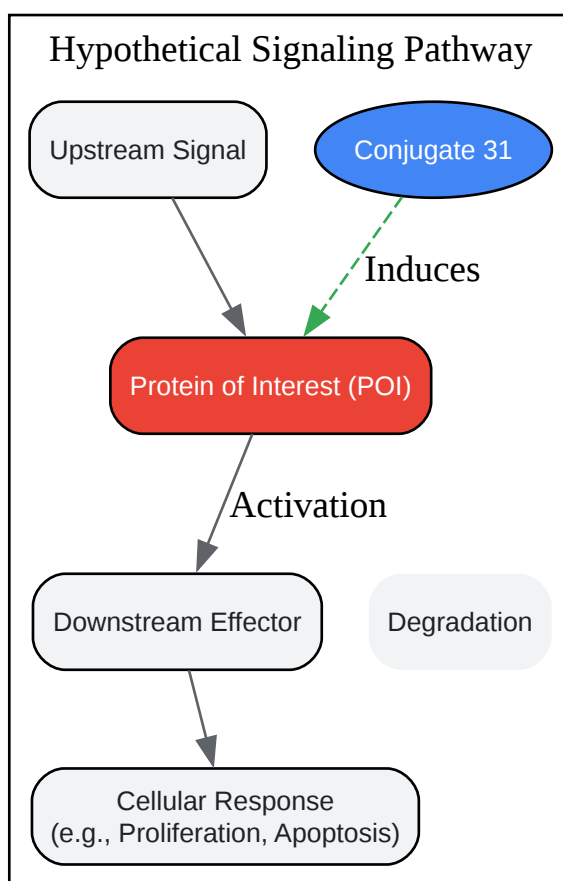 Hypothetical Signaling Pathway
Upstream Signal
Conjugate 31
Induces
Protein of Interest (POI)
Activation
Downstream Effector
Degradation
Cellular Response
(e.g., Proliferation, Apoptosis)